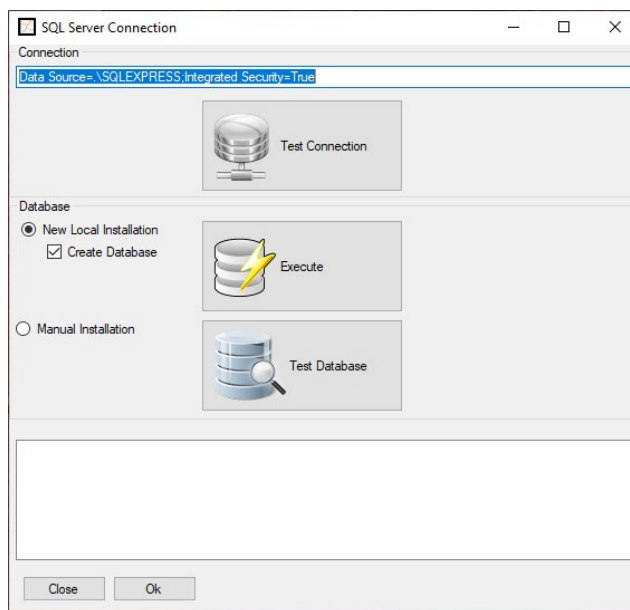 SQL Server Connection
Connection
Data Source=.\SQLEXPRESS;Integrated Security=True
Test Connection
Database
New Local Installation
Create Database
Execute
Manual Installation
Test Database
Close
Ok